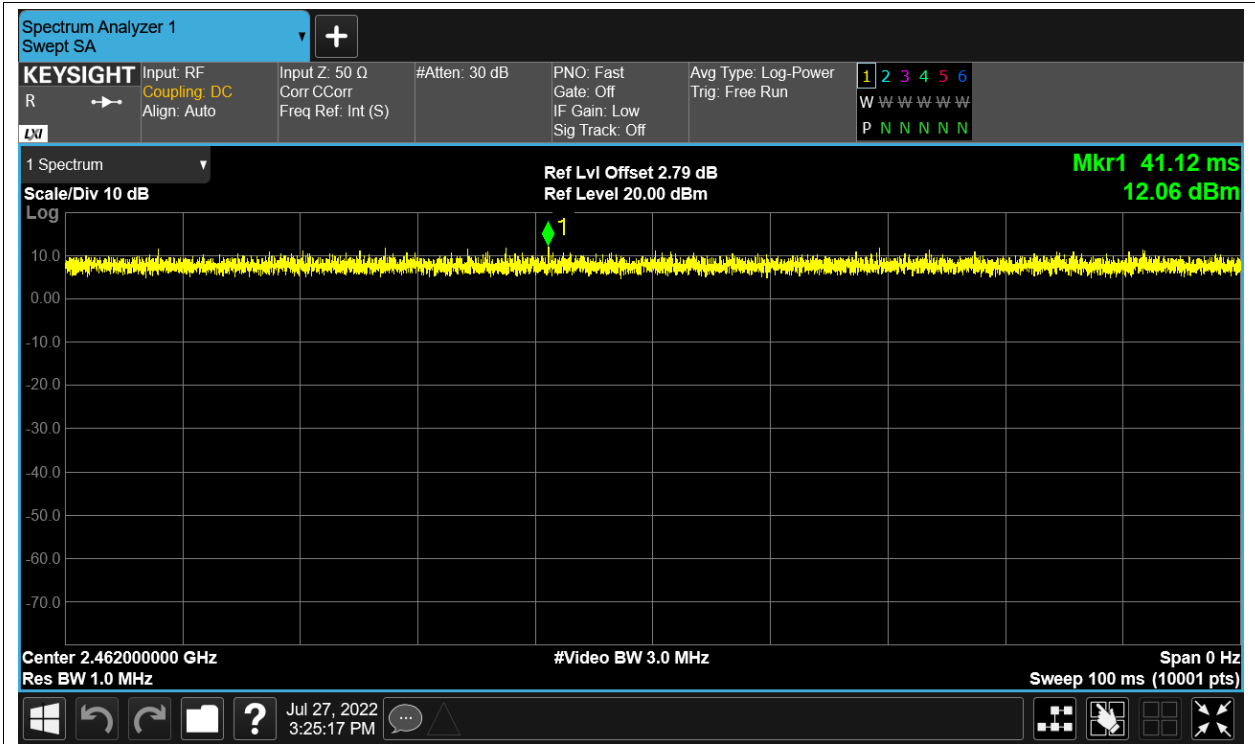 Spectrum Analyzer 1
Swept SA
+
KEYSIGHT
R
LXI
Input: RF
Coupling: DC
Align: Auto
Input Z: 50 Ω
Corr CCorr
Freq Ref: Int (S)
#Atten: 30 dB
PNO: Fast
Gate: Off
IF Gain: Low
Sig Track: Off
Avg Type: Log-Power
Trig: Free Run
1 2 3 4 5 6
W W W W W W
P N N N N N
1 Spectrum
Scale/Div 10 dB
Ref Lvl Offset 2.79 dB
Ref Level 20.00 dBm
Mkr1 41.12 ms
12.06 dBm
Log
1
10.0
0.00
-10.0
-20.0
-30.0
-40.0
-50.0
-60.0
-70.0
Center 2.462000000 GHz
Res BW 1.0 MHz
#Video BW 3.0 MHz
Span 0 Hz
Sweep 100 ms (10001 pts)
?
Jul 27, 2022
3:25:17 PM